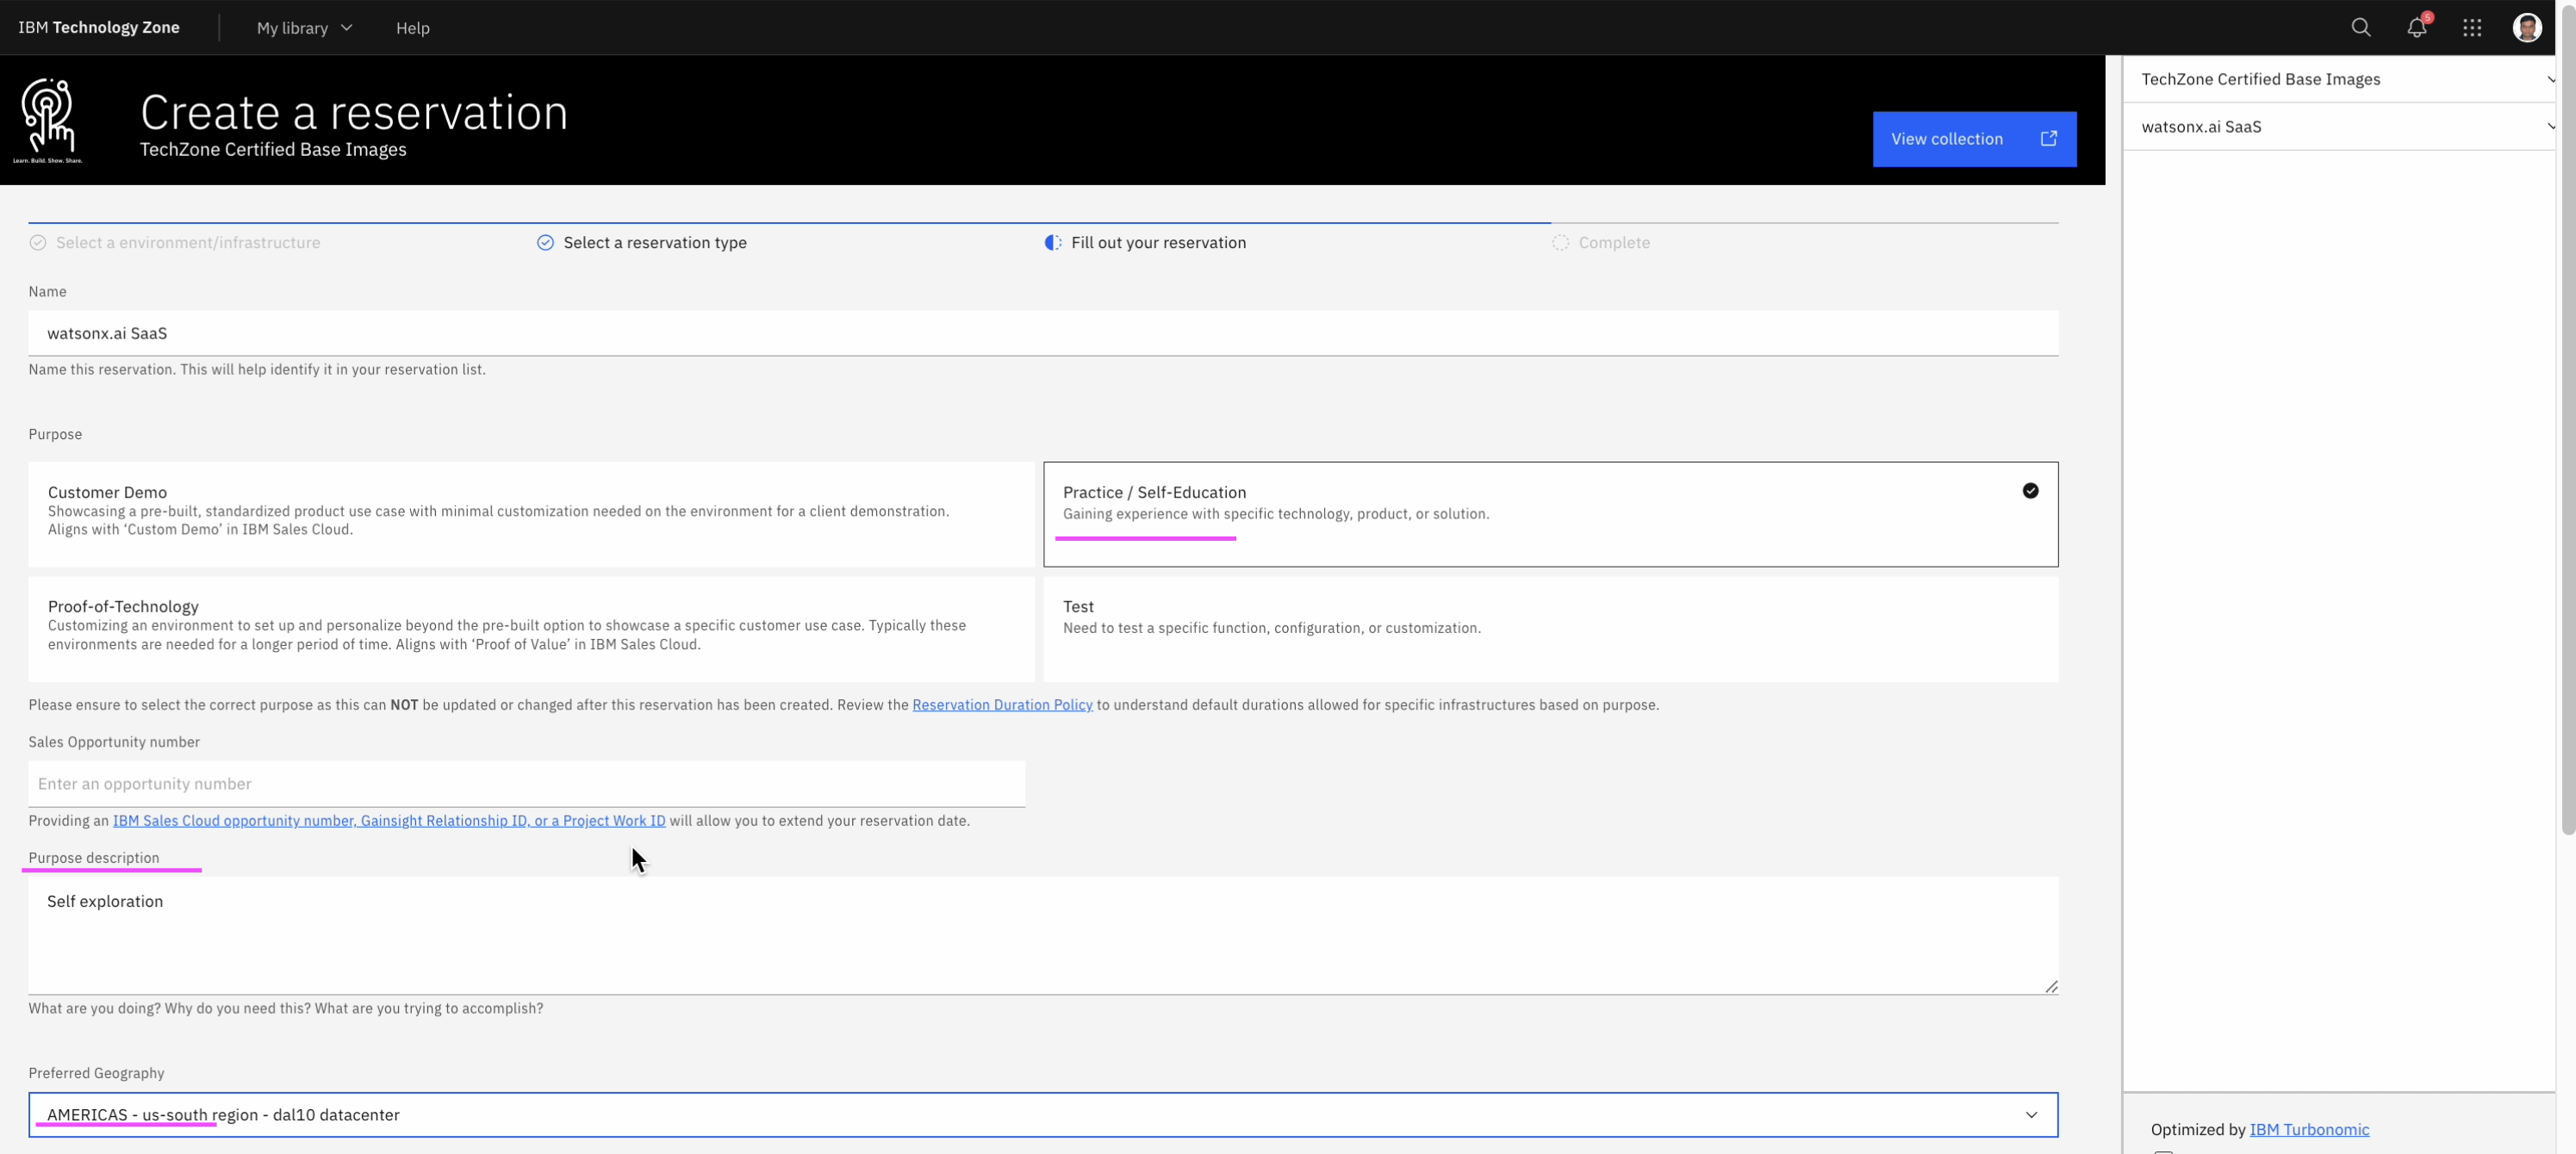 IBM Technology Zone
My library
Help
5
TechZone Certified Base Images
watsonx.ai SaaS
Learn. Build. Show. Share.
Create a reservation
TechZone Certified Base Images
View collection
Select a environment/infrastructure
Select a reservation type
Fill out your reservation
Complete
Name
watsonx.ai SaaS
Name this reservation. This will help identify it in your reservation list.
Purpose
Customer Demo
Showcasing a pre-built, standardized product use case with minimal customization needed on the environment for a client demonstration.
Aligns with ‘Custom Demo’ in IBM Sales Cloud.
Practice / Self-Education
Gaining experience with specific technology, product, or solution.
Proof-of-Technology
Customizing an environment to set up and personalize beyond the pre-built option to showcase a specific customer use case. Typically these
environments are needed for a longer period of time. Aligns with ‘Proof of Value’ in IBM Sales Cloud.
Test
Need to test a specific function, configuration, or customization.
Please ensure to select the correct purpose as this can NOT be updated or changed after this reservation has been created. Review the Reservation Duration Policy to understand default durations allowed for specific infrastructures based on purpose.
Sales Opportunity number
Enter an opportunity number
Providing an IBM Sales Cloud opportunity number, Gainsight Relationship ID, or a Project Work ID will allow you to extend your reservation date.
Purpose description
Self exploration
What are you doing? Why do you need this? What are you trying to accomplish?
Preferred Geography
AMERICAS - us-south region - dal10 datacenter
Optimized by IBM Turbonomic